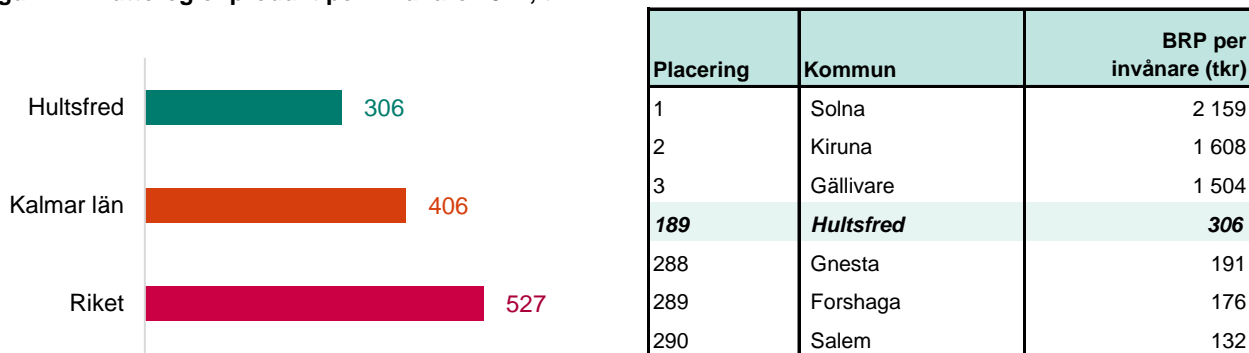 Hultsfred 306
Kalmar län 406
Riket 527
Placering Kommun BRP per invånare (tkr)
1 Solna 2 159
2 Kiruna 1 608
3 Gällivare 1 504
189 Hultsfred 306
288 Gnesta 191
289 Forshaga 176
290 Salem 132